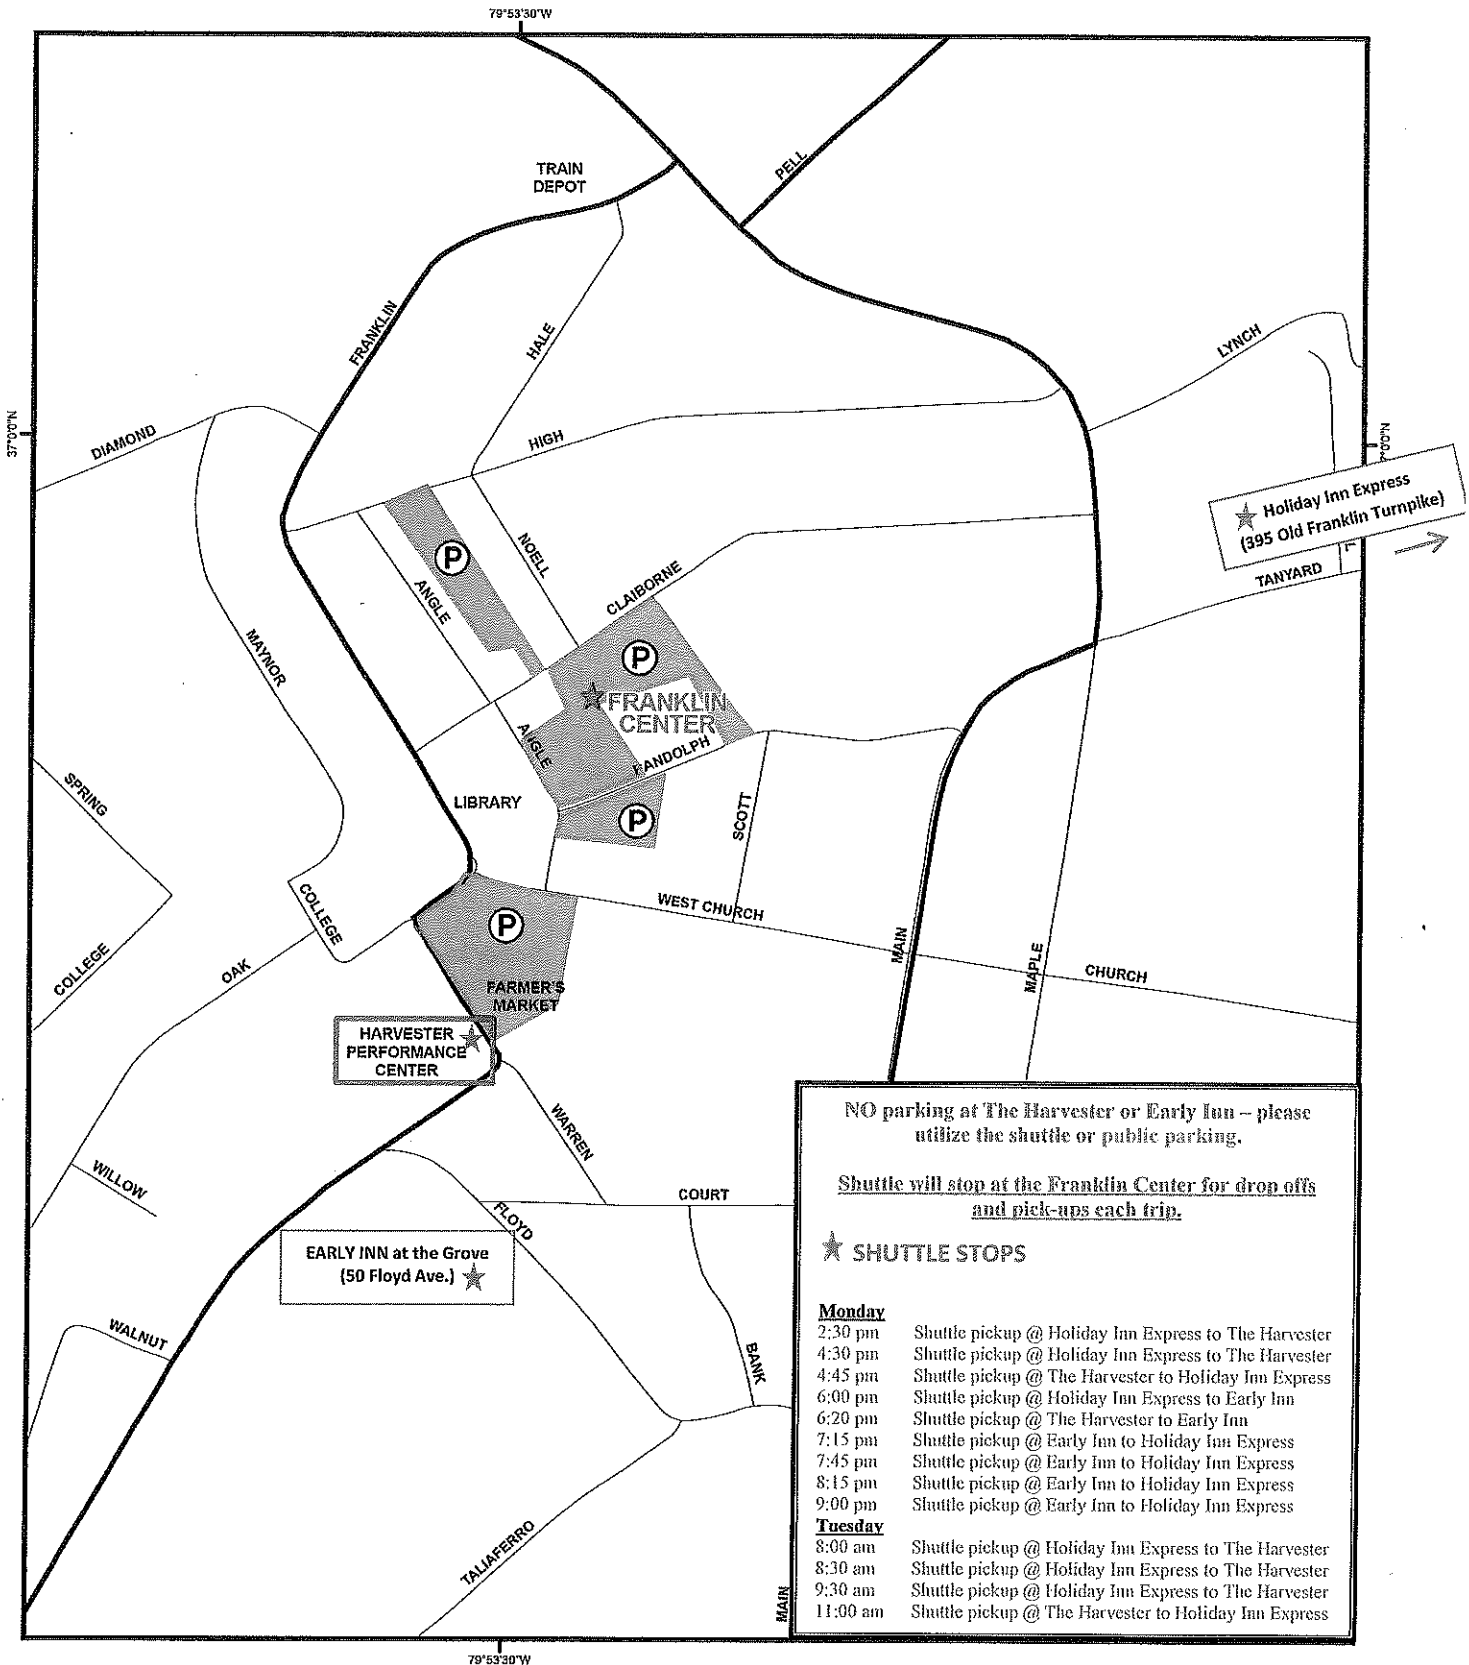 79°53'30"W
TRAIN
DEPOT
PELL
FRANKLIN
HALE
LYNCH
37°0'0"N
DIAMOND
HIGH
Holiday Inn Express
(395 Old Franklin Turnpike)
TANYARD
NOELL
ANGLE
CLAIBORNE
P
MAYNOR
P
FRANKLIN
CENTER
ANGLE
RANDOLPH
SPRING
LIBRARY
P
SCOTT
COLLEGE
WEST CHURCH
P
COLLEGE
OAK
MAIN
MAPLE
CHURCH
FARMER'S
MARKET
HARVESTER
PERFORMANCE
CENTER
WARREN
WILLOW
COURT
FLOYD
EARLY INN at the Grove
(50 Floyd Ave.)
WALNUT
BANK
TALIAFERRO
MAIN
NO parking at The Harvester or Early Inn – please
utilize the shuttle or public parking.
Shuttle will stop at the Franklin Center for drop offs
and pick-ups each trip.
SHUTTLE STOPS
Monday
2:30 pm Shuttle pickup @ Holiday Inn Express to The Harvester
4:30 pm Shuttle pickup @ Holiday Inn Express to The Harvester
4:45 pm Shuttle pickup @ The Harvester to Holiday Inn Express
6:00 pm Shuttle pickup @ Holiday Inn Express to Early Inn
6:20 pm Shuttle pickup @ The Harvester to Early Inn
7:15 pm Shuttle pickup @ Early Inn to Holiday Inn Express
7:45 pm Shuttle pickup @ Early Inn to Holiday Inn Express
8:15 pm Shuttle pickup @ Early Inn to Holiday Inn Express
9:00 pm Shuttle pickup @ Early Inn to Holiday Inn Express
Tuesday
8:00 am Shuttle pickup @ Holiday Inn Express to The Harvester
8:30 am Shuttle pickup @ Holiday Inn Express to The Harvester
9:30 am Shuttle pickup @ Holiday Inn Express to The Harvester
11:00 am Shuttle pickup @ The Harvester to Holiday Inn Express
79°53'30"W